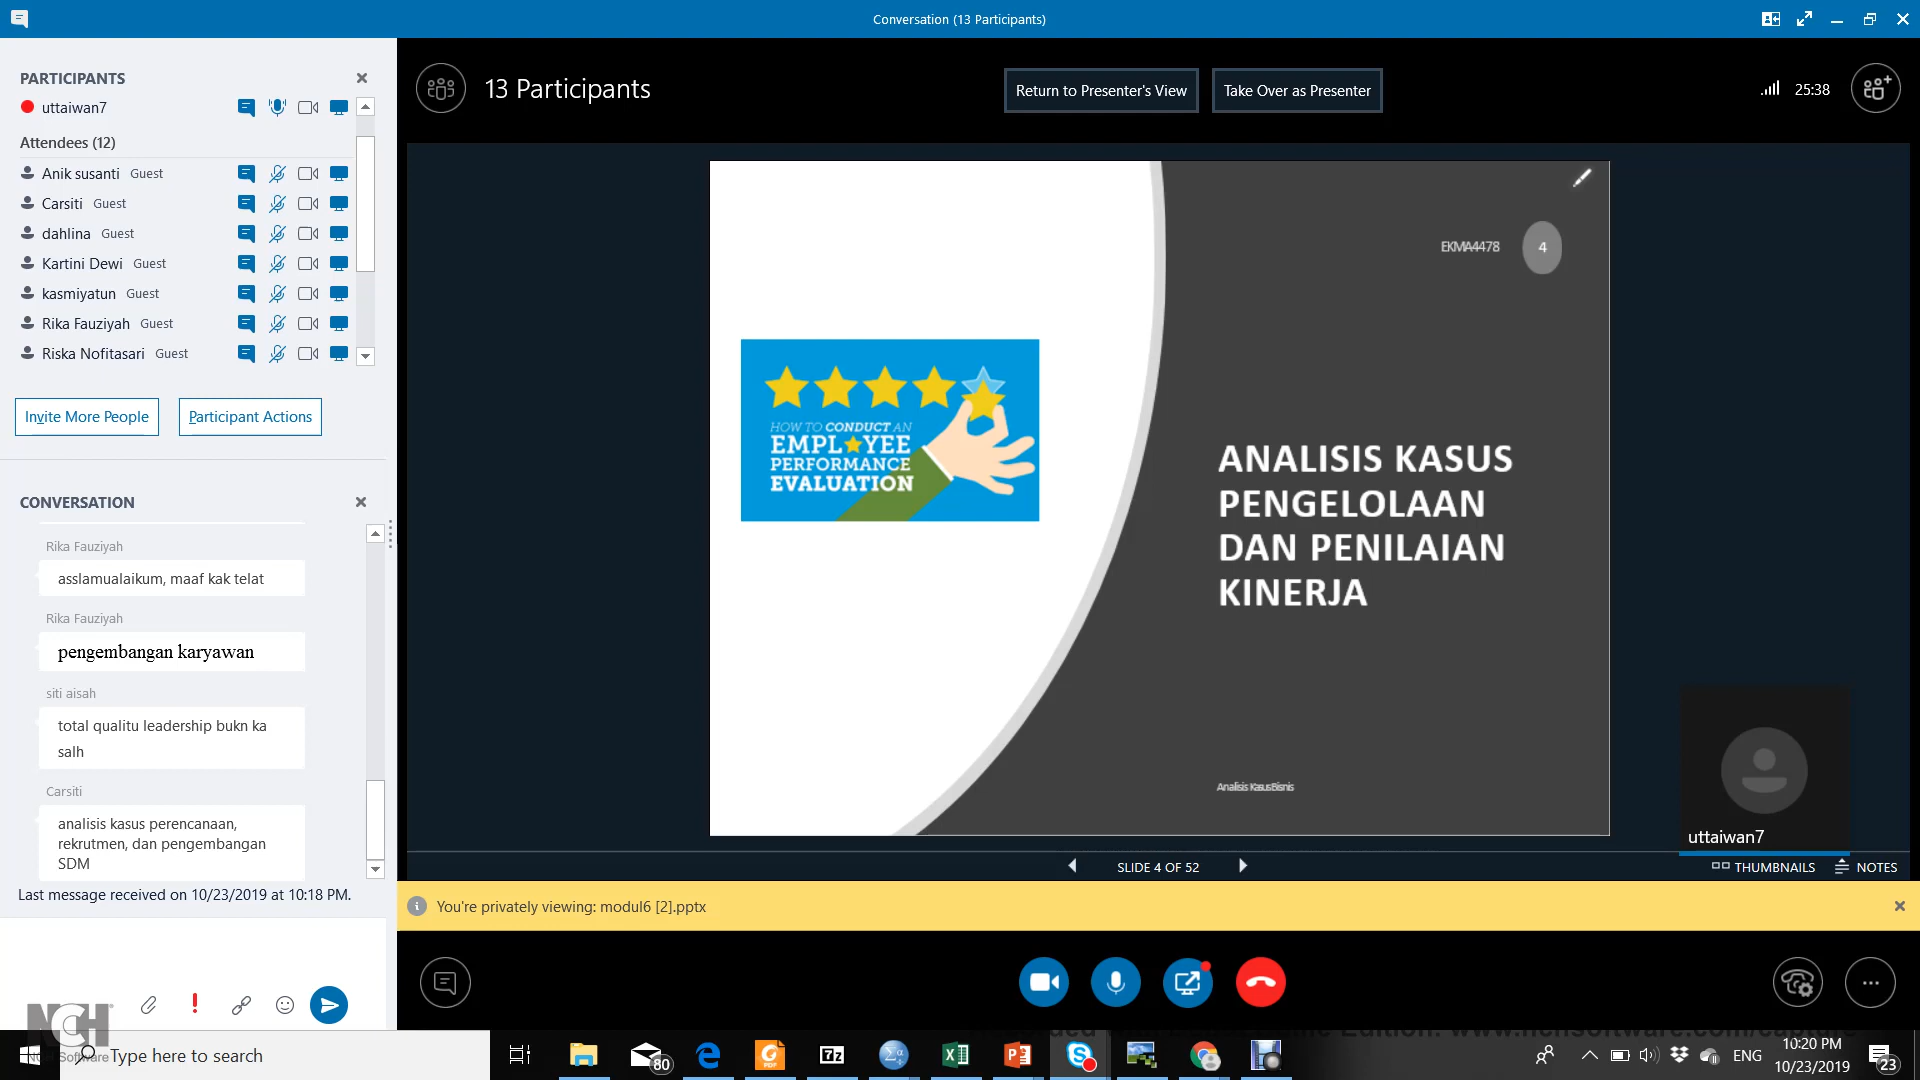 Conversation (13 Participants)
PARTICIPANTS
uttaiwan7
Attendees (12)
Anik susanti Guest
Carsiti Guest
dahlina Guest
Kartini Dewi Guest
kasmiyatun Guest
Rika Fauziyah Guest
Riska Nofitasari Guest
Invite More People
Participant Actions
CONVERSATION
Rika Fauziyah
asslamualaikum, maaf kak telat
Rika Fauziyah
pengembangan karyawan
siti aisah
total qualitu leadership bukn ka
salh
Carsiti
analisis kasus perencanaan,
rekrutmen, dan pengembangan
SDM
Last message received on 10/23/2019 at 10:18 PM.
13 Participants
Return to Presenter's View
Take Over as Presenter
25:38
EKMA4478
4
HOW TO CONDUCT AN
EMPLOYEE
PERFORMANCE
EVALUATION
ANALISIS KASUS
PENGELOLAAN
DAN PENILAIAN
KINERJA
Analisis Kasus Bisnis
uttaiwan7
SLIDE 4 OF 52
THUMBNAILS
NOTES
You're privately viewing: modul6 [2].pptx
NCH
Software
Type here to search
80
ENG
10:20 PM
10/23/2019
23